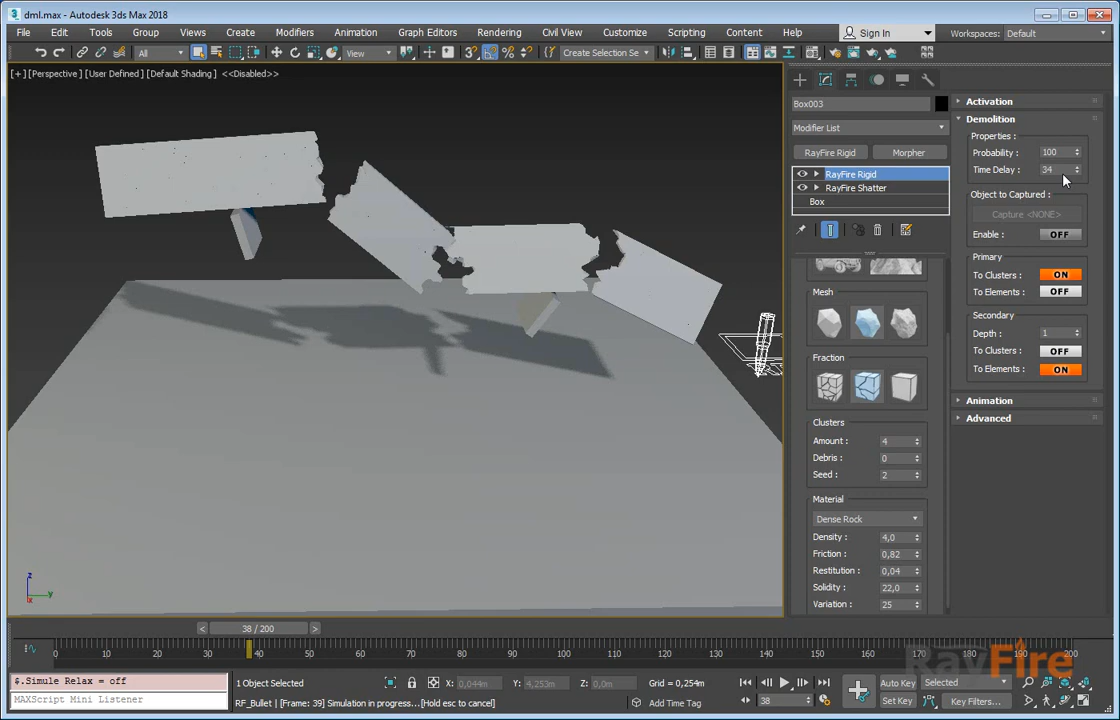 dml.max - Autodesk 3ds Max 2018
File Edit Tools Group Views Create Modifiers Animation Graph Editors Rendering Civil View Customize Scripting Content Help Sign In Workspaces: Default
All View Create Selection Se
[+] [Perspective] [User Defined] [Default Shading] <<Disabled>>
Box003
Modifier List
RayFire Rigid Morpher
RayFire Rigid
RayFire Shatter
Box
Mesh
Fraction
Clusters
Amount : 4
Debris : 0
Seed : 2
Material
Dense Rock
Density : 4,0
Friction : 0,82
Restitution : 0,04
Solidity : 22,0
Variation : 25
Activation
Demolition
Properties :
Probability : 100
Time Delay : 34
Object to Captured :
Capture <NONE>
Enable : OFF
Primary
To Clusters : ON
To Elements : OFF
Secondary
Depth : 1
To Clusters : OFF
To Elements : ON
Animation
Advanced
z
y
x
< 38 / 200 >
0 10 20 30 40 50 60 70 80 90 100 110 120 130 140 150 160 170 180 190 200
RayFire
$.Simule Relax = off
MAXScript Mini Listener
1 Object Selected
X: 0,044m Y: 4,253m Z: 0,0m Grid = 0,254m
RF_Bullet | [Frame: 39] Simulation in progress... [Hold esc to cancel]
Add Time Tag
38
Auto Key Selected
Set Key Key Filters...